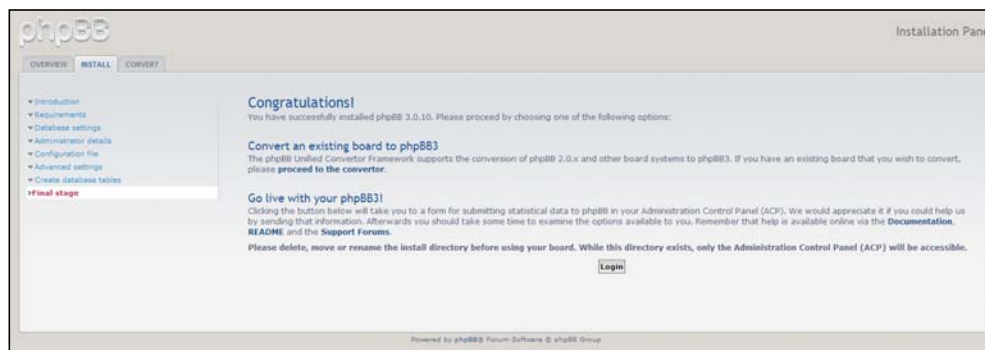 phpBB
Installation Pane
OVERVIEW INSTALL CONVERT
Introduction
Requirements
Database settings
Administrator details
Configuration file
Advanced settings
Create database tables
Final stage
Congratulations!
You have successfully installed phpBB 3.0.10. Please proceed by choosing one of the following options:
Convert an existing board to phpBB3
The phpBB Unified Convertor Framework supports the conversion of phpBB 2.0.x and other board systems to phpBB3. If you have an existing board that you wish to convert,
please proceed to the convertor.
Go live with your phpBB3!
Clicking the button below will take you to a form for submitting statistical data to phpBB in your Administration Control Panel (ACP). We would appreciate it if you could help us
by sending that information. Afterwards you should take some time to examine the options available to you. Remember that help is available online via the Documentation,
README and the Support Forums.
Please delete, move or rename the install directory before using your board. While this directory exists, only the Administration Control Panel (ACP) will be accessible.
Login
Powered by phpBB® Forum Software © phpBB Group